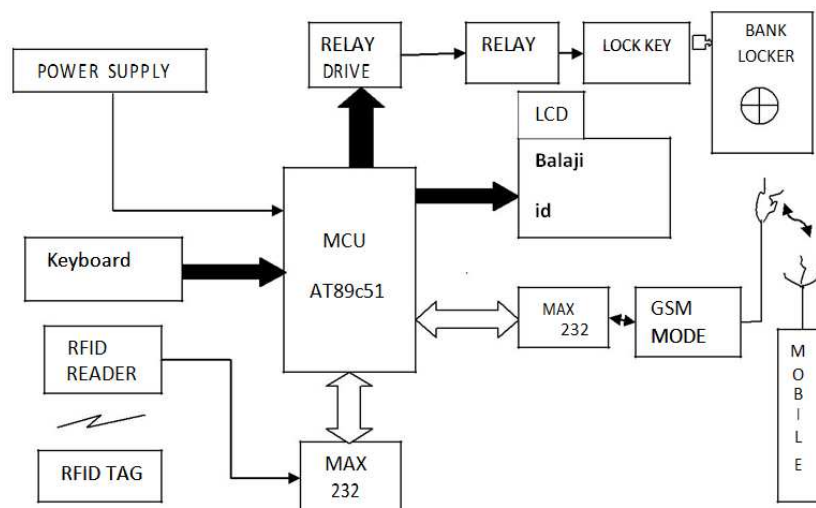 POWER SUPPLY
RELAY
DRIVE
RELAY
LOCK KEY
BANK
LOCKER
LCD
Balaji
id
MCU
AT89c51
Keyboard
MAX
232
GSM
MODE
RFID
READER
RFID TAG
MAX
232
M
O
B
I
L
E